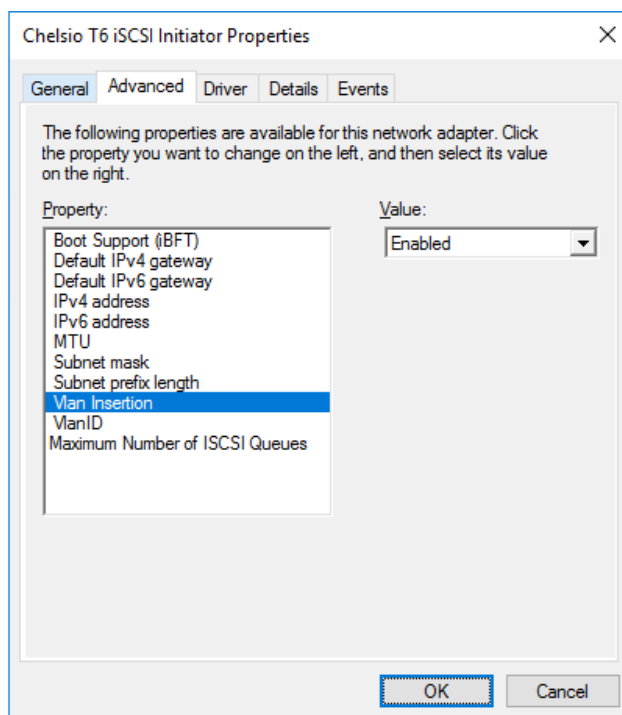 Chelsio T6 iSCSI Initiator Properties
General Advanced Driver Details Events
The following properties are available for this network adapter. Click
the property you want to change on the left, and then select its value
on the right.
Property: Value:
Boot Support (iBFT) Enabled
Default IPv4 gateway
Default IPv6 gateway
IPv4 address
IPv6 address
MTU
Subnet mask
Subnet prefix length
Vlan Insertion
VlanID
Maximum Number of ISCSI Queues
OK Cancel